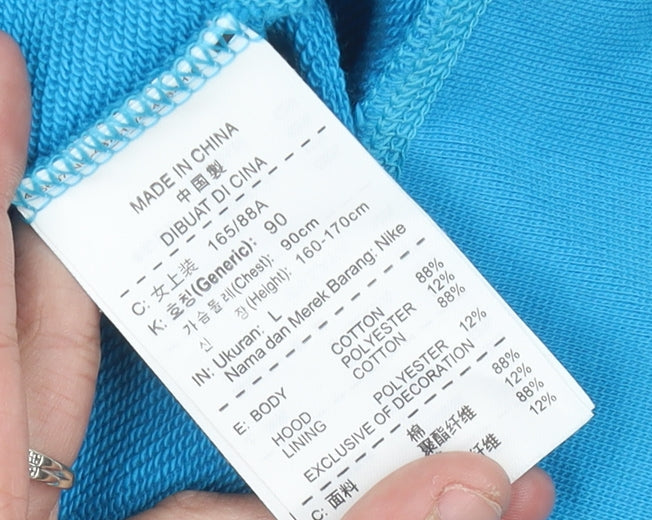 MADE IN CHINA
中国製
DIBUAT DI CINA
C: 女上装 165/88A
K: 호칭(Generic): 90
가슴둘레(Chest): 90cm
신 장(Height): 160-170cm
IN: Ukuran: L
Nama dan Merek Barang: Nike
E: BODY COTTON 88%
POLYESTER 12%
HOOD COTTON 88%
LINING
POLYESTER 12%
EXCLUSIVE OF DECORATION
C: 面料 棉 88%
聚酯纤维 12%
88%
纤维 12%